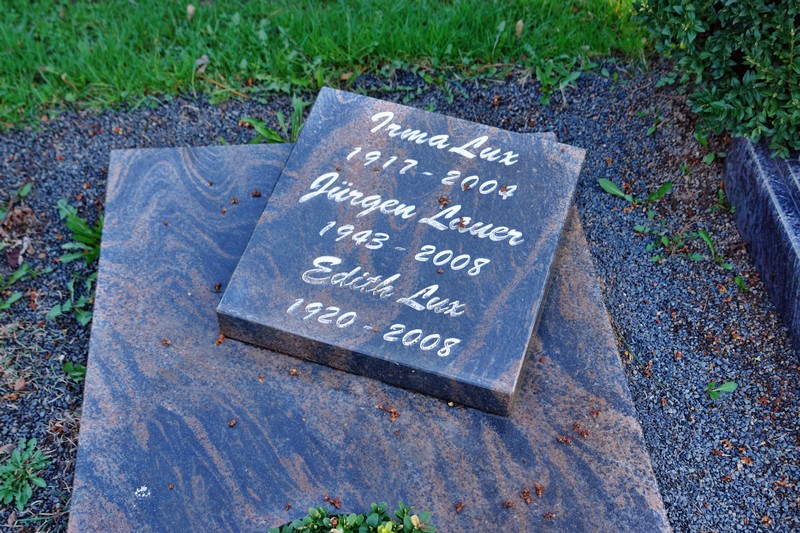 Irma Lux
1917 - 2004
Jürgen Lauer
1943 - 2008
Edith Lux
1920 - 2008